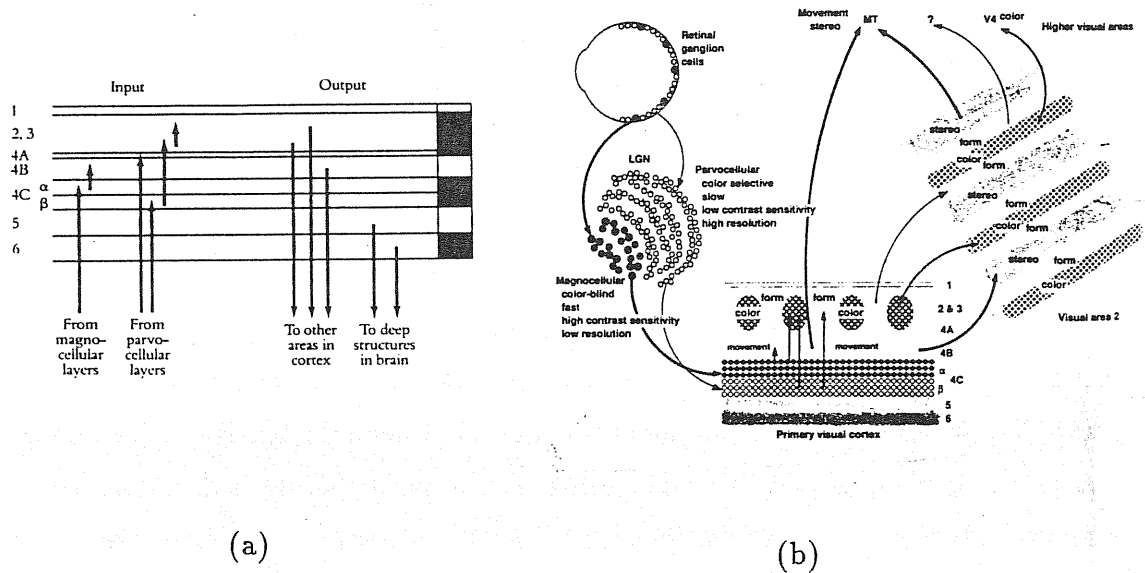 Input
Output
1
2, 3
4A
4B
4C
α
β
5
6
From
magno-
cellular
layers
From
parvo-
cellular
layers
To other
areas in
cortex
To deep
structures
in brain
(a)
Retinal
ganglion
cells
LGN
Parvocellular
color selective
slow
low contrast sensitivity
high resolution
Magnocellular
color-blind
fast
high contrast sensitivity
low resolution
Movement
stereo
MT
?
V4 color
Higher visual areas
stereo
form
color
form
stereo
form
color
form
stereo
form
color
Visual area 2
form
form
color
color
movement
movement
1
2 & 3
4A
4B
α
4C
β
5
6
Primary visual cortex
(b)